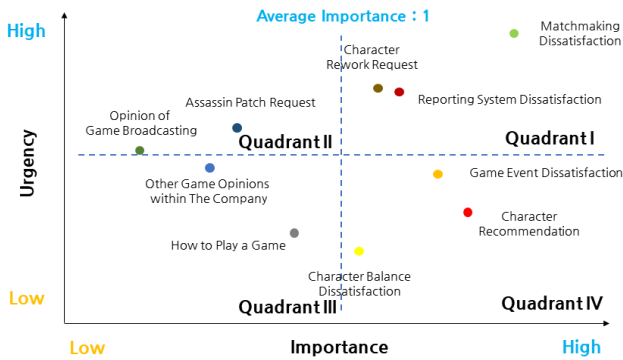 High
Average Importance : 1
Matchmaking
Dissatisfaction
Character
Rework Request
Reporting System Dissatisfaction
Assassin Patch Request
Opinion of
Game Broadcasting
Quadrant II
Quadrant I
Urgency
Other Game Opinions
within The Company
Game Event Dissatisfaction
Character
Recommendation
How to Play a Game
Character Balance
Dissatisfaction
Quadrant III
Quadrant IV
Low
Low
Importance
High